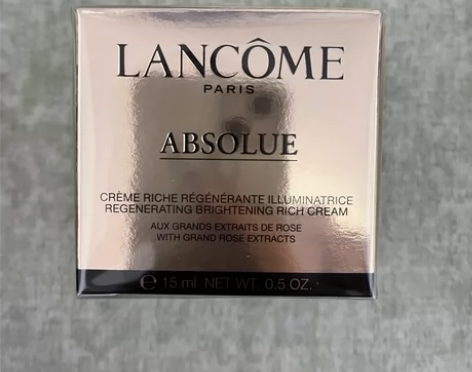 LANCÔME
PARIS
ABSOLUE
CRÈME RICHE RÉGÉNÉRANTE ILLUMINATRICE
REGENERATING BRIGHTENING RICH CREAM
AUX GRANDS EXTRAITS DE ROSE
WITH GRAND ROSE EXTRACTS
℮ 15 ml NET WT. 0.5 OZ.